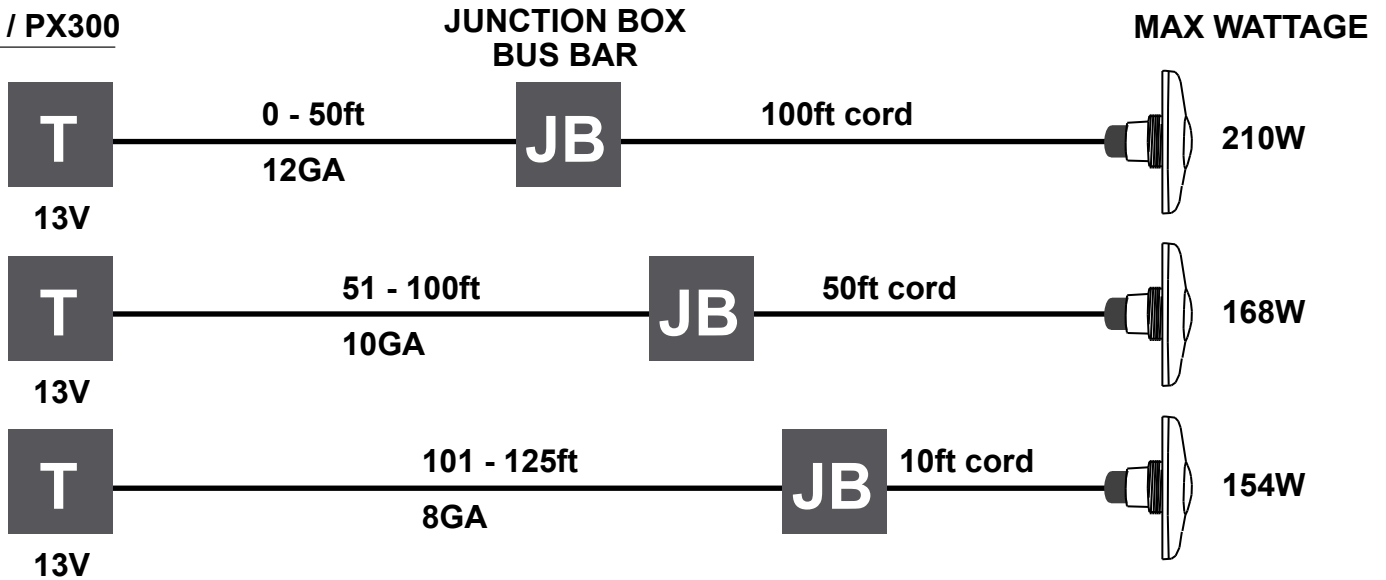 / PX300
JUNCTION BOX
BUS BAR
MAX WATTAGE
T
0 - 50ft
12GA
JB
100ft cord
210W
13V
T
51 - 100ft
10GA
JB
50ft cord
168W
13V
T
101 - 125ft
8GA
JB
10ft cord
154W
13V